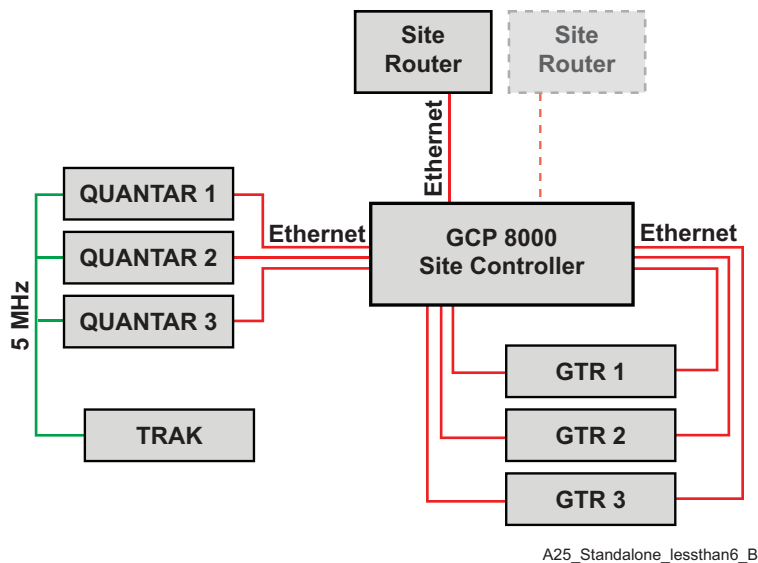 Site
Router
Site
Router
Ethernet
QUANTAR 1
QUANTAR 2
QUANTAR 3
Ethernet
GCP 8000
Site Controller
Ethernet
5 MHz
TRAK
GTR 1
GTR 2
GTR 3
A25_Standalone_lessthan6_B